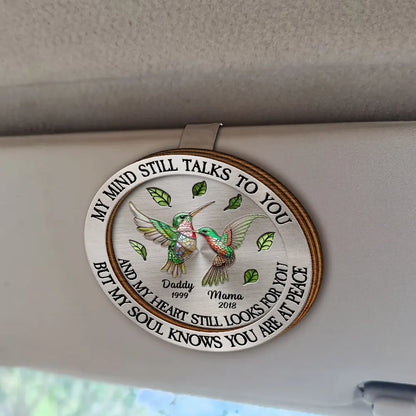 MY MIND STILL TALKS TO YOU
AND MY HEART STILL LOOKS FOR YOU
BUT MY SOUL KNOWS YOU ARE AT PEACE
Daddy
1999
Mama
2018